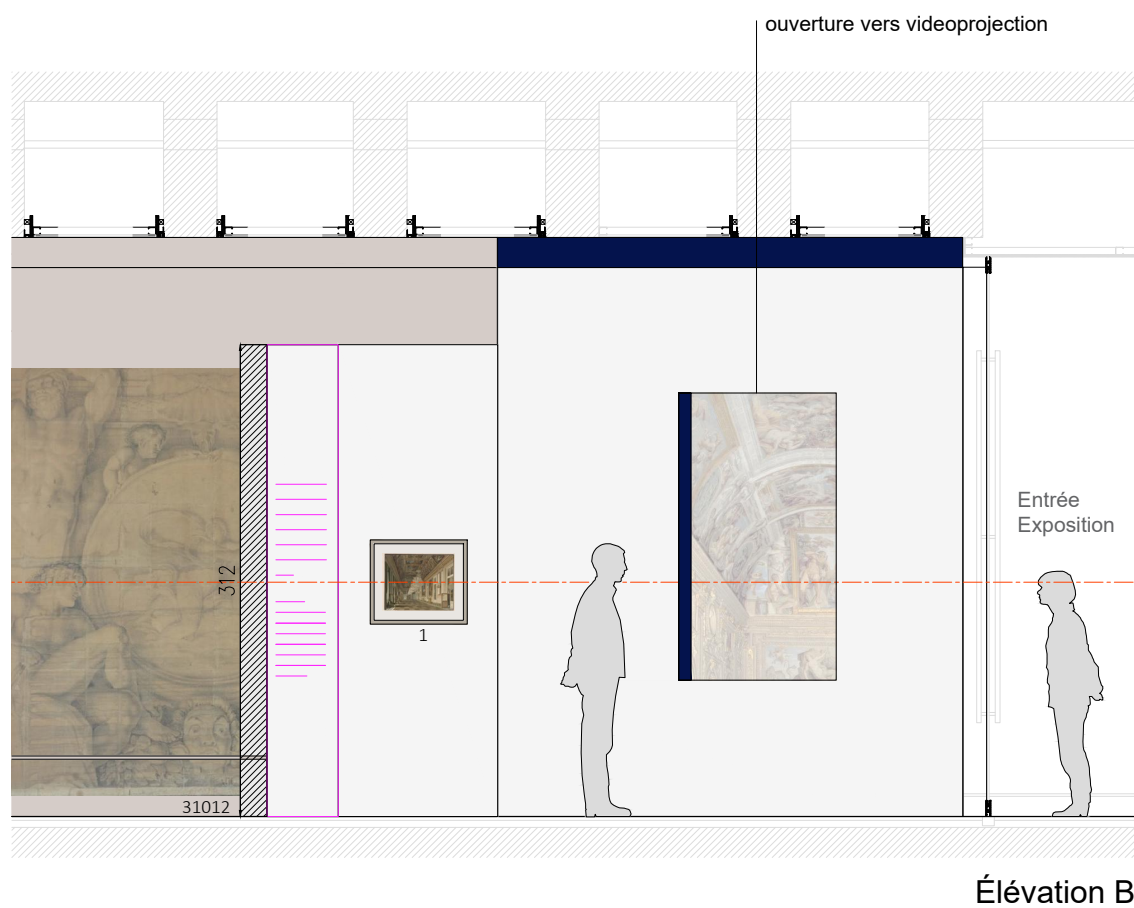 ouverture vers videoprojection
Entrée
Exposition
312
1
31012
Élévation B